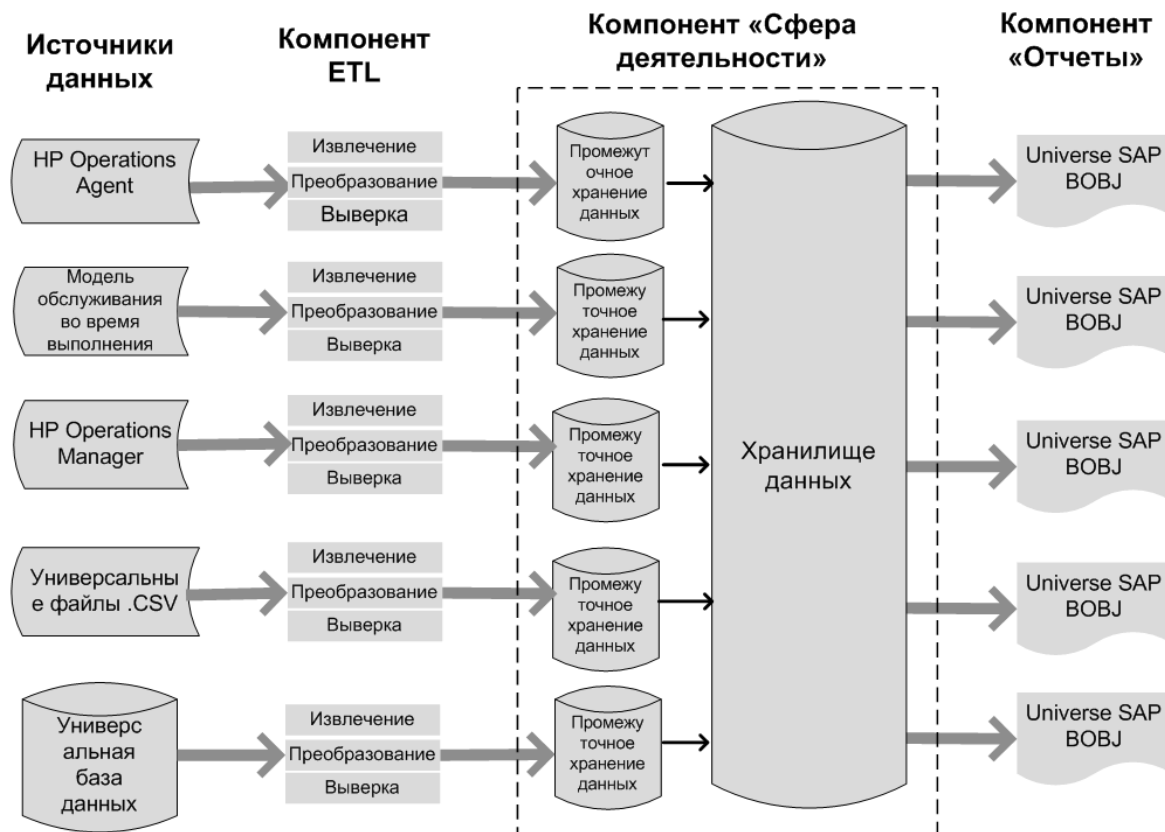 Источники
данных
Компонент
ETL
Компонент «Сфера
деятельности»
Компонент
«Отчеты»
HP Operations
Agent
Извлечение
Преобразование
Выверка
Промежут
очное
хранение
данных
Universe SAP
BOBJ
Модель
обслуживания
во время
выполнения
Извлечение
Преобразование
Выверка
Промежу
точное
хранение
данных
Universe SAP
BOBJ
HP Operations
Manager
Извлечение
Преобразование
Выверка
Промежу
точное
хранение
данных
Хранилище
данных
Universe SAP
BOBJ
Универсальны
е файлы .CSV
Извлечение
Преобразование
Выверка
Промежу
точное
хранение
данных
Universe SAP
BOBJ
Универс
альная
база
данных
Извлечение
Преобразование
Выверка
Промежу
точное
хранение
данных
Universe SAP
BOBJ